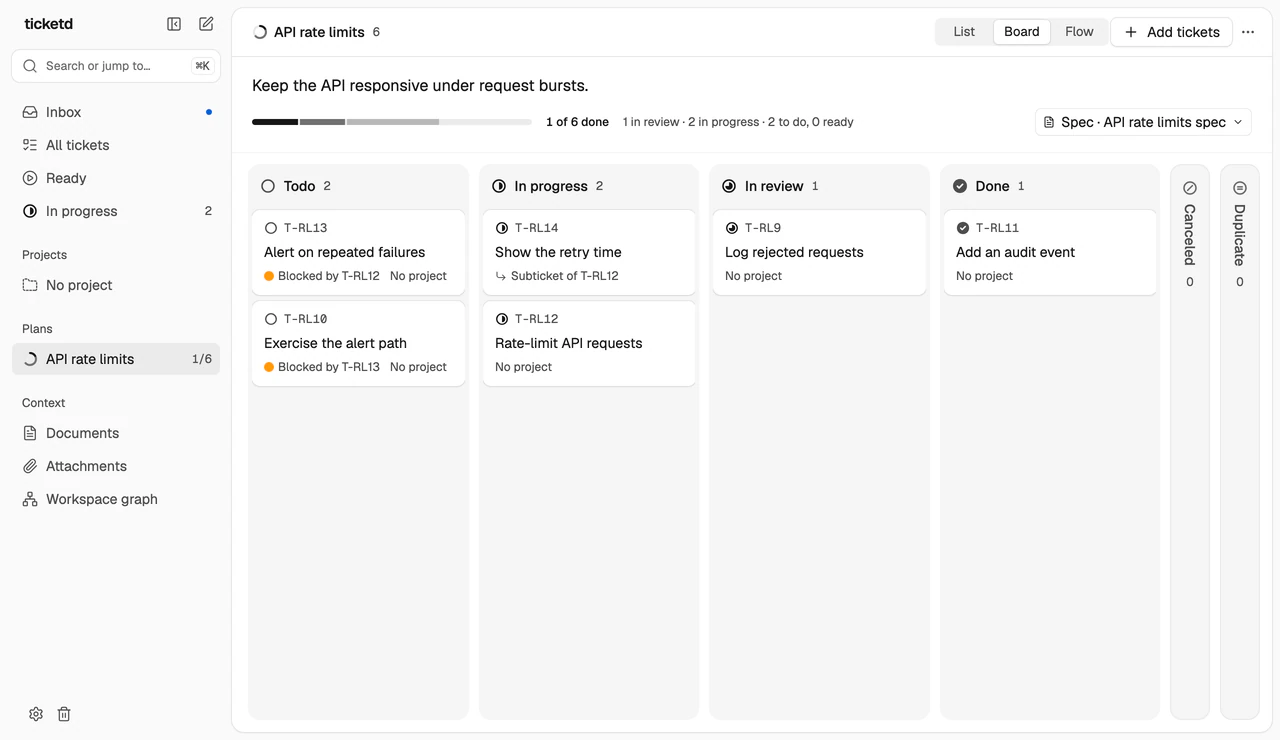 ticketd
Search or jump to…
⌘K
Inbox
All tickets
Ready
In progress 2
Projects
No project
Plans
API rate limits 1/6
Context
Documents
Attachments
Workspace graph
API rate limits 6
List Board Flow
Add tickets
Keep the API responsive under request bursts.
1 of 6 done 1 in review · 2 in progress · 2 to do, 0 ready
Spec · API rate limits spec
Todo 2
T-RL13
Alert on repeated failures
Blocked by T-RL12 No project
T-RL10
Exercise the alert path
Blocked by T-RL13 No project
In progress 2
T-RL14
Show the retry time
Subticket of T-RL12
T-RL12
Rate-limit API requests
No project
In review 1
T-RL9
Log rejected requests
No project
Done 1
T-RL11
Add an audit event
No project
Canceled 0
Duplicate 0